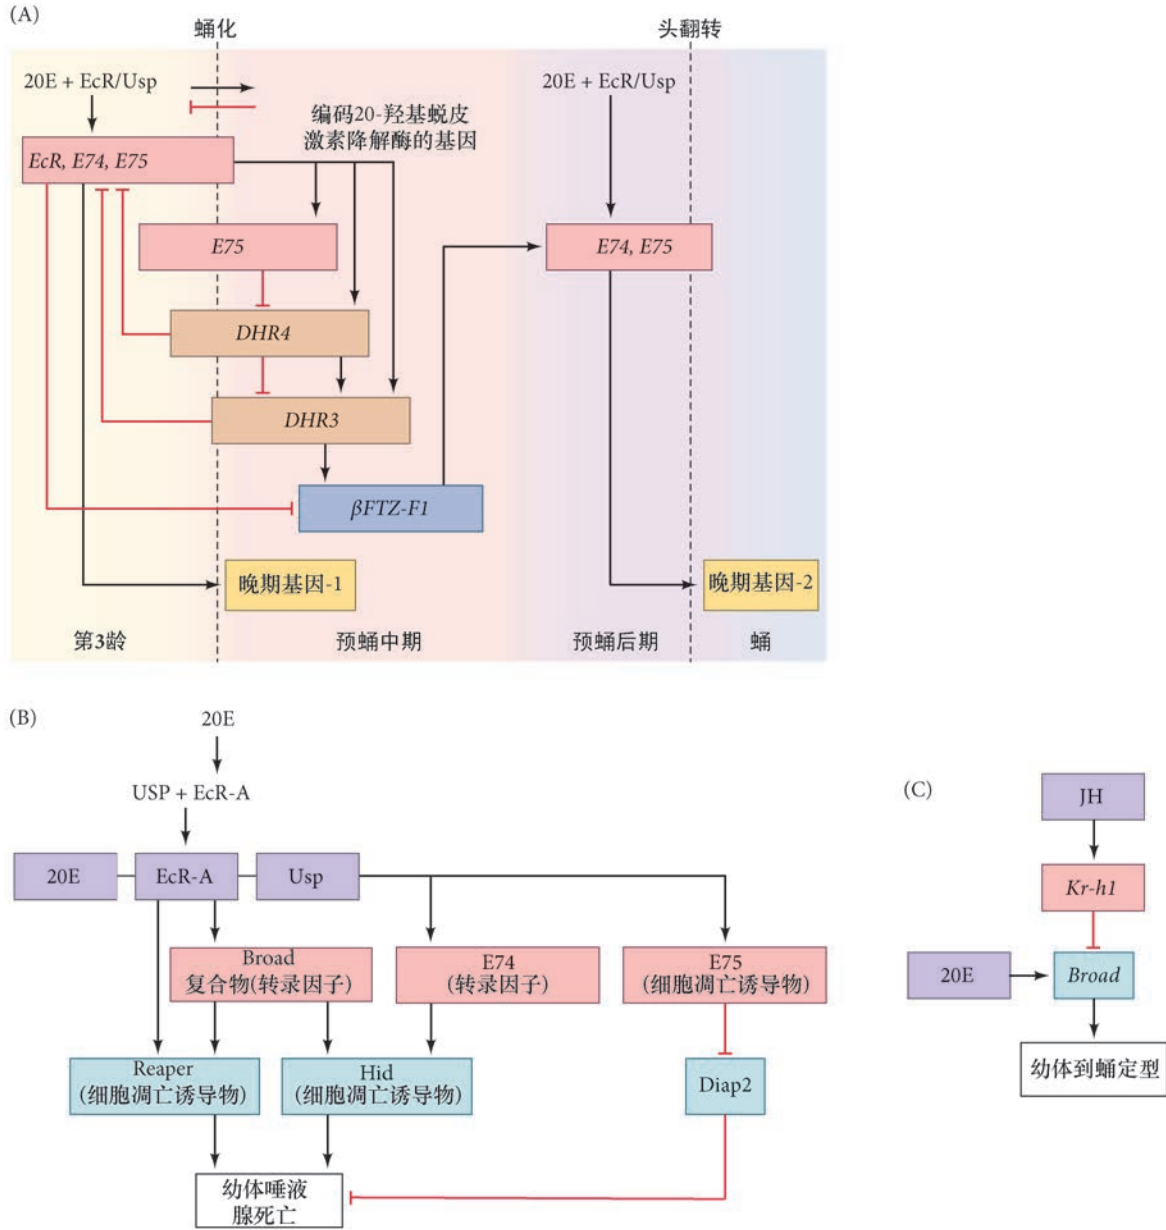 (A)
蛹化
头翻转
20E + EcR/Usp
20E + EcR/Usp
编码20-羟基蜕皮
激素降解酶的基因
EcR, E74, E75
E75
E74, E75
DHR4
DHR3
βFTZ-F1
晚期基因-1
晚期基因-2
第3龄
预蛹中期
预蛹后期
蛹
(B)
20E
USP + EcR-A
20E
EcR-A
Usp
Broad
复合物(转录因子)
E74
(转录因子)
E75
(细胞凋亡诱导物)
Reaper
(细胞凋亡诱导物)
Hid
(细胞凋亡诱导物)
Diap2
幼体唾液
腺死亡
(C)
JH
Kr-h1
20E
Broad
幼体到蛹定型